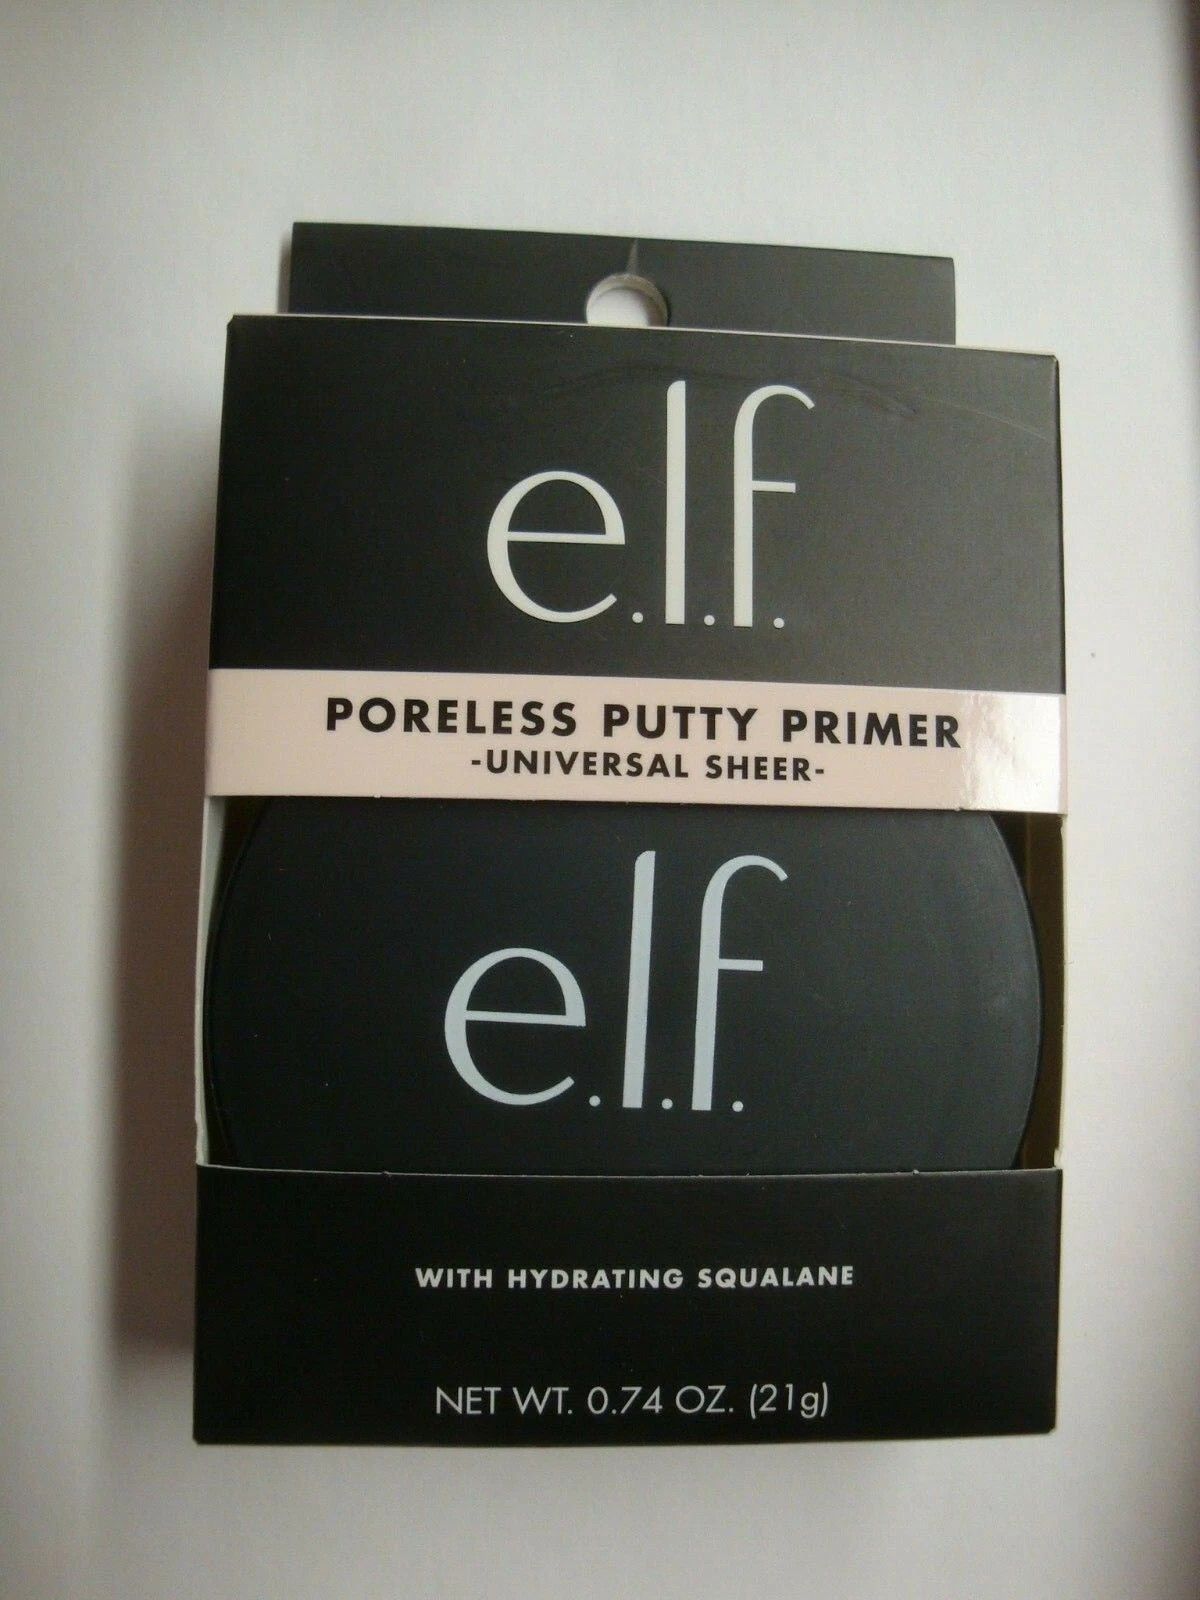 e.l.f.
PORELESS PUTTY PRIMER
-UNIVERSAL SHEER-
e.l.f.
WITH HYDRATING SQUALANE
NET WT. 0.74 OZ. (21g)